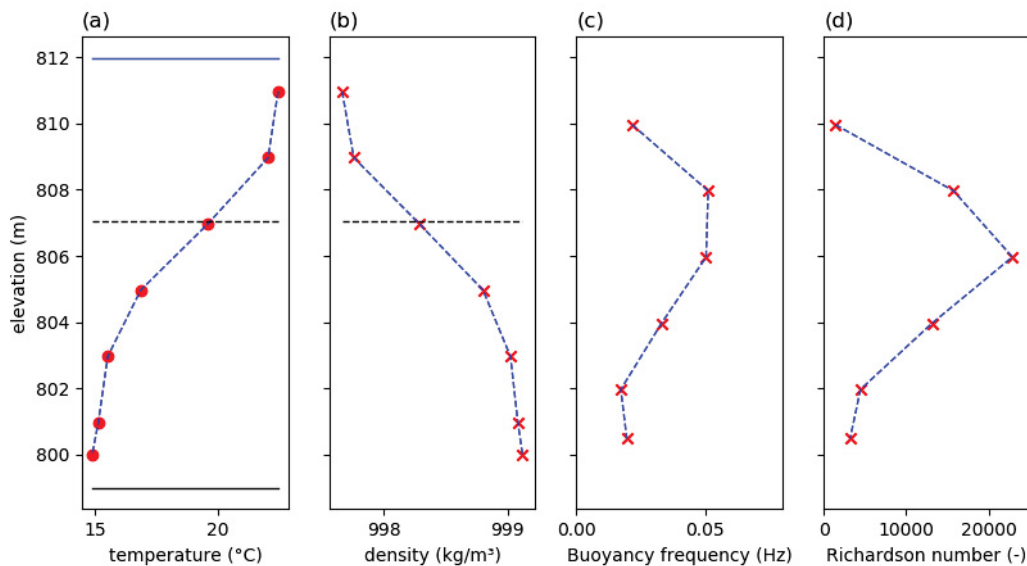 (a) (b) (c) (d)
812
810
808
806
804
802
800
elevation (m)
15 20 998 999 0.00 0.05 0 10000 20000
temperature (°C) density (kg/m³) Buoyancy frequency (Hz) Richardson number (-)